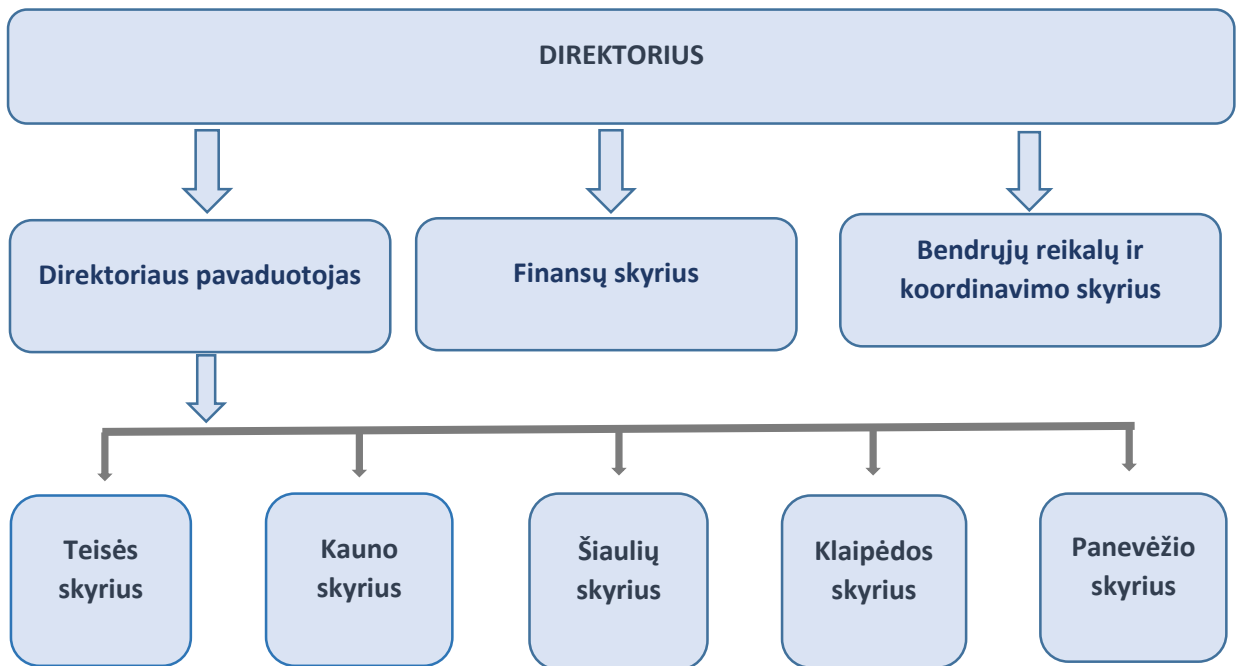 DIREKTORIUS
Direktoriaus pavaduotojas
Finansų skyrius
Bendrųjų reikalų ir
koordinavimo skyrius
Teisės
skyrius
Kauno
skyrius
Šiaulių
skyrius
Klaipėdos
skyrius
Panevėžio
skyrius